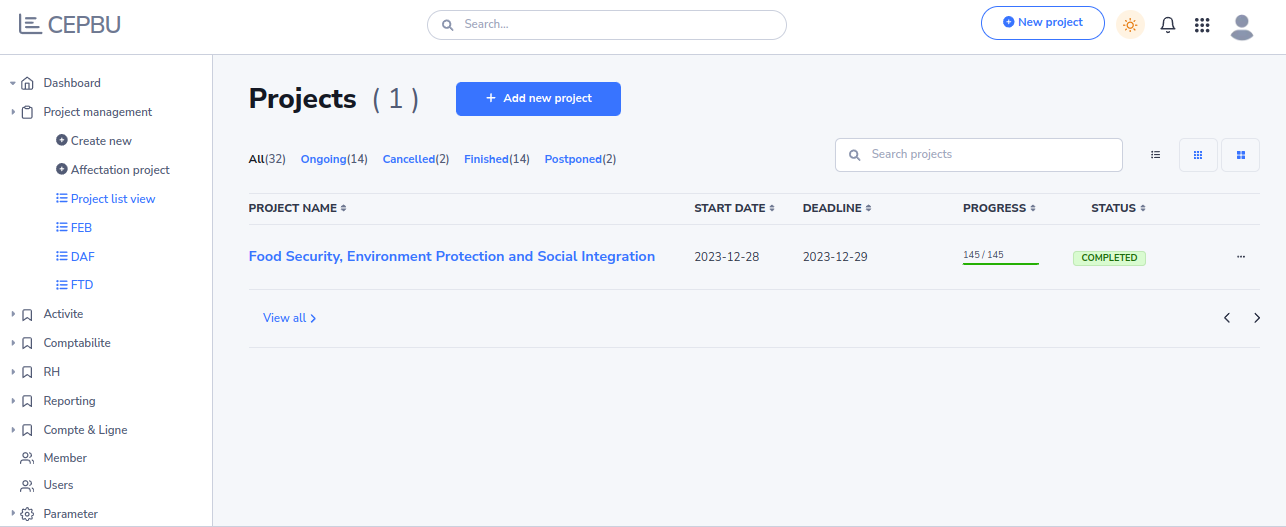 CEPBU
Search...
New project
Dashboard
Project management
Create new
Affectation project
Project list view
FEB
DAF
FTD
Activite
Comptabilite
RH
Reporting
Compte & Ligne
Member
Users
Parameter
Projects ( 1 )
+ Add new project
All(32) Ongoing(14) Cancelled(2) Finished(14) Postponed(2)
Search projects
PROJECT NAME START DATE DEADLINE PROGRESS STATUS
Food Security, Environment Protection and Social Integration 2023-12-28 2023-12-29 145 / 145 COMPLETED
View all